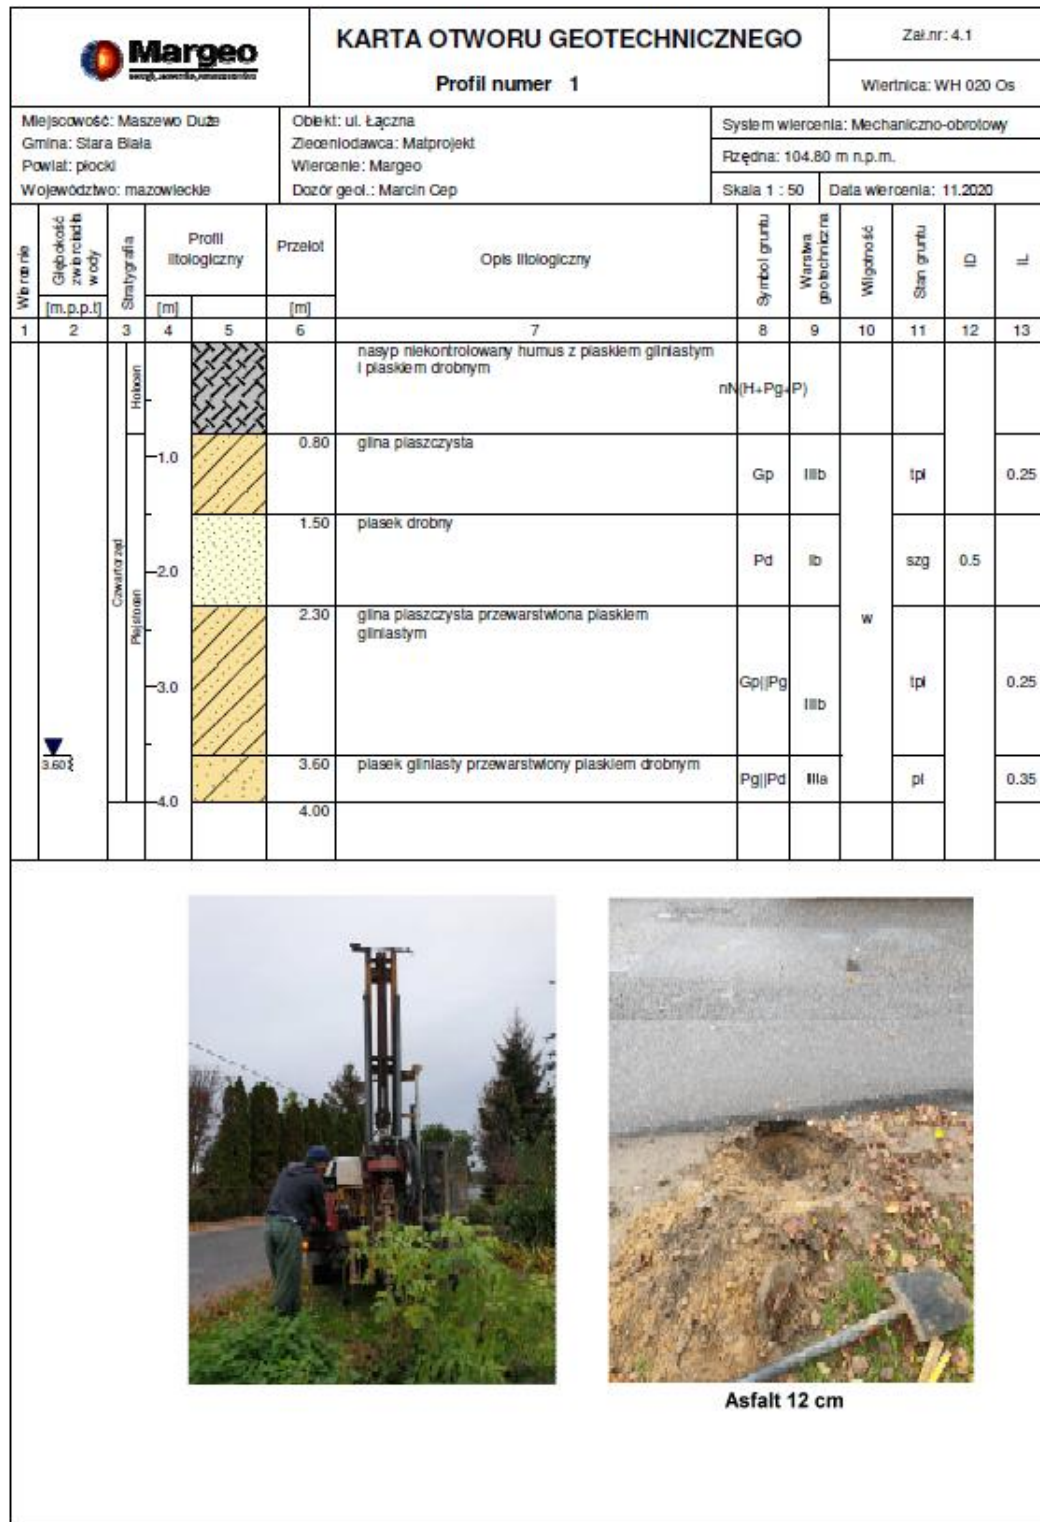 Margeo
KARTA OTWORU GEOTECHNICZNEGO
Profil numer 1
Zał.nr: 4.1
Wiertnica: WH 020 Os
Miejscowość: Maszewo Duże
Gmina: Stara Biała
Powiat: płocki
Województwo: mazowieckie
Obiekt: ul. Łączna
Zleceniodawca: Matprojekt
Wiercenie: Margeo
Dozór geol.: Marcin Cep
System wiercenia: Mechaniczno-obrotowy
Rzędna: 104.80 m n.p.m.
Skala 1 : 50
Data wiercenia: 11.2020
Wiercenie
Głębokość zwierciadła wody
[m.p.p.t]
Stratygrafia
Profil litologiczny
[m]
Przelot
[m]
Opis litologiczny
Symbol gruntu
Warstwa geotechniczna
Wilgotność
Stan gruntu
ID
IL
1 2 3 4 5 6 7 8 9 10 11 12 13
Holocen
nasyp niekontrolowany humus z piaskiem gliniastym
i piaskiem drobnym
nN(H+Pg+P)
0.80 glina piaszczysta
1.0
Gp IIIb tpl 0.25
1.50 piasek drobny
Czwartorzęd
Plejstocen
2.0
Pd Ib szg 0.5
2.30 glina piaszczysta przewarstwiona piaskiem
gliniastym
w
3.0
Gp||Pg IIIb tpl 0.25
3.60
3.60 piasek gliniasty przewarstwiony piaskiem drobnym
Pg||Pd IIIa pl 0.35
4.0
4.00
Asfalt 12 cm